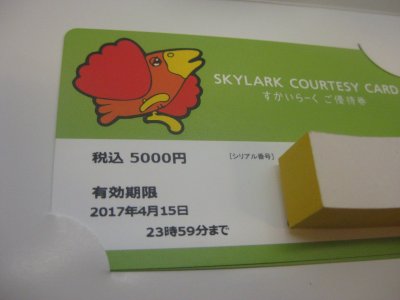 SKYLARK COURTESY CARD
すかいらーく ご優待券
税込 5000円
[シリアル番号]
有効期限
2017年4月15日
23時59分まで